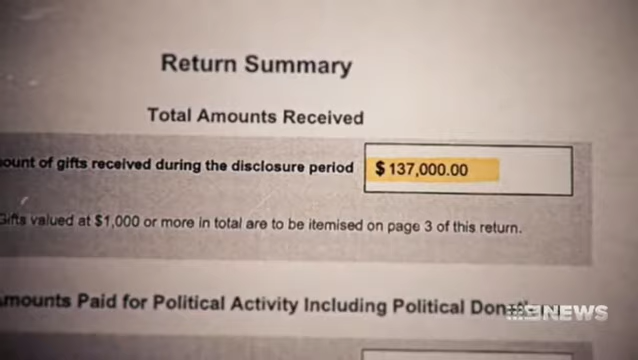 Return Summary
Total Amounts Received
ount of gifts received during the disclosure period
$ 137,000.00
Gifts valued at $1,000 or more in total are to be itemised on page 3 of this return.
mounts Paid for Political Activity Including Political Don
9NEWS